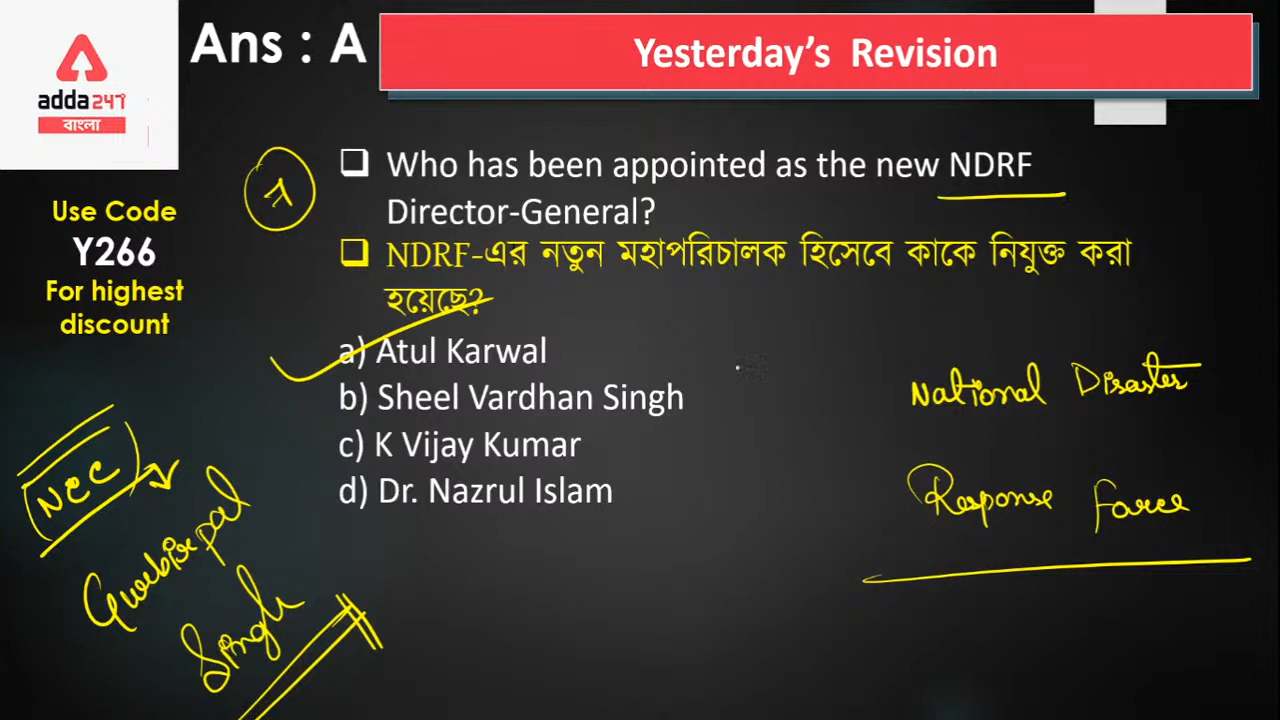 Ans : A
Yesterday's Revision
adda247
বাংলা
Use Code
Y266
For highest
discount
❑ Who has been appointed as the new NDRF
Director-General?
❑ NDRF-এর নতুন মহাপরিচালক হিসেবে কাকে নিযুক্ত করা
হয়েছে?
a) Atul Karwal
b) Sheel Vardhan Singh
c) K Vijay Kumar
d) Dr. Nazrul Islam
National Disaster
Response Force
NCC
Gurbirpal
Singh